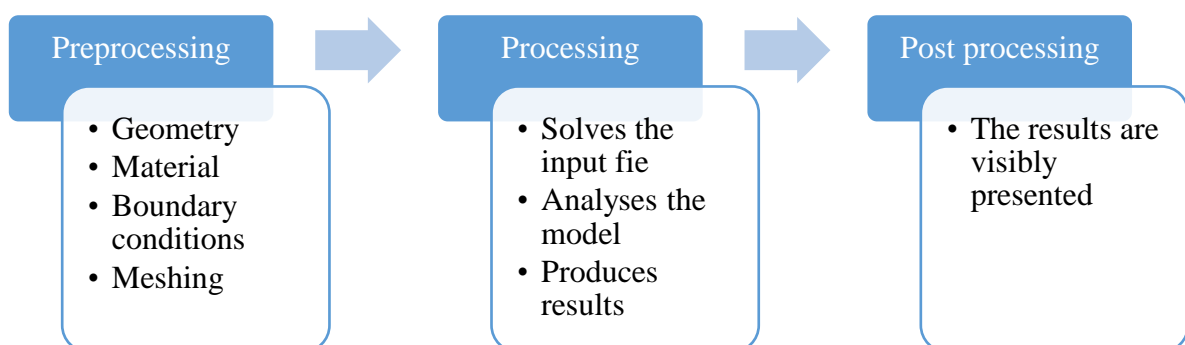 Preprocessing
• Geometry
• Material
• Boundary
conditions
• Meshing
Processing
• Solves the
input fie
• Analyses the
model
• Produces
results
Post processing
• The results are
visibly
presented